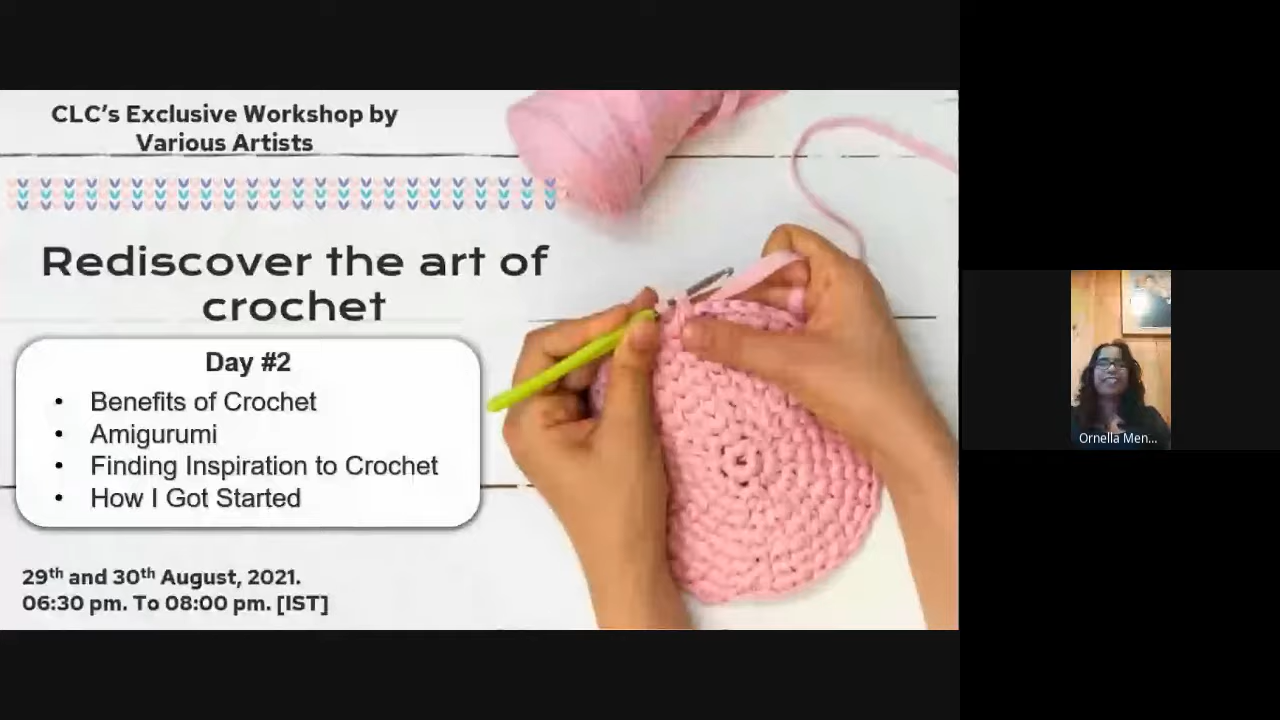 CLC's Exclusive Workshop by
Various Artists
Rediscover the art of
crochet
Day #2
• Benefits of Crochet
• Amigurumi
• Finding Inspiration to Crochet
• How I Got Started
29th and 30th August, 2021.
06:30 pm. To 08:00 pm. [IST]
Ornella Men...